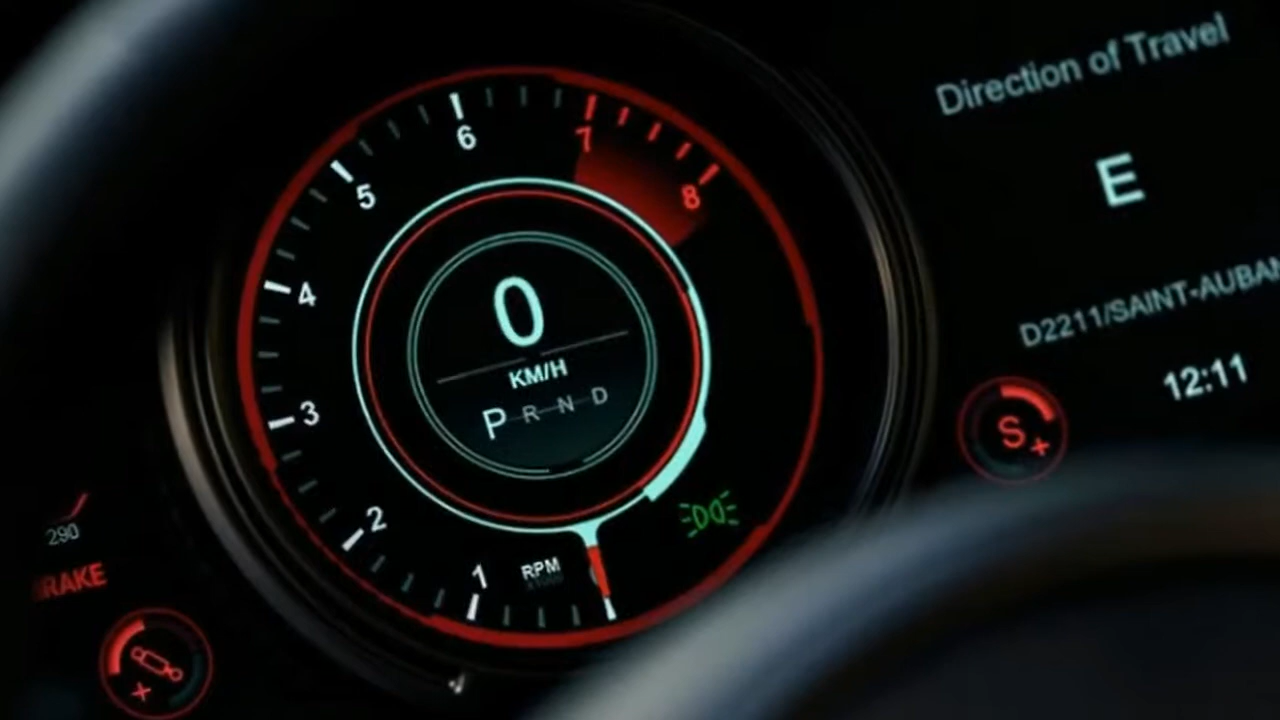 Direction of Travel
E
D2211/SAINT-AUBAN
12:11
S+
6
7
5
8
4
3
2
1
RPM
0
KM/H
P R N D
290
BRAKE